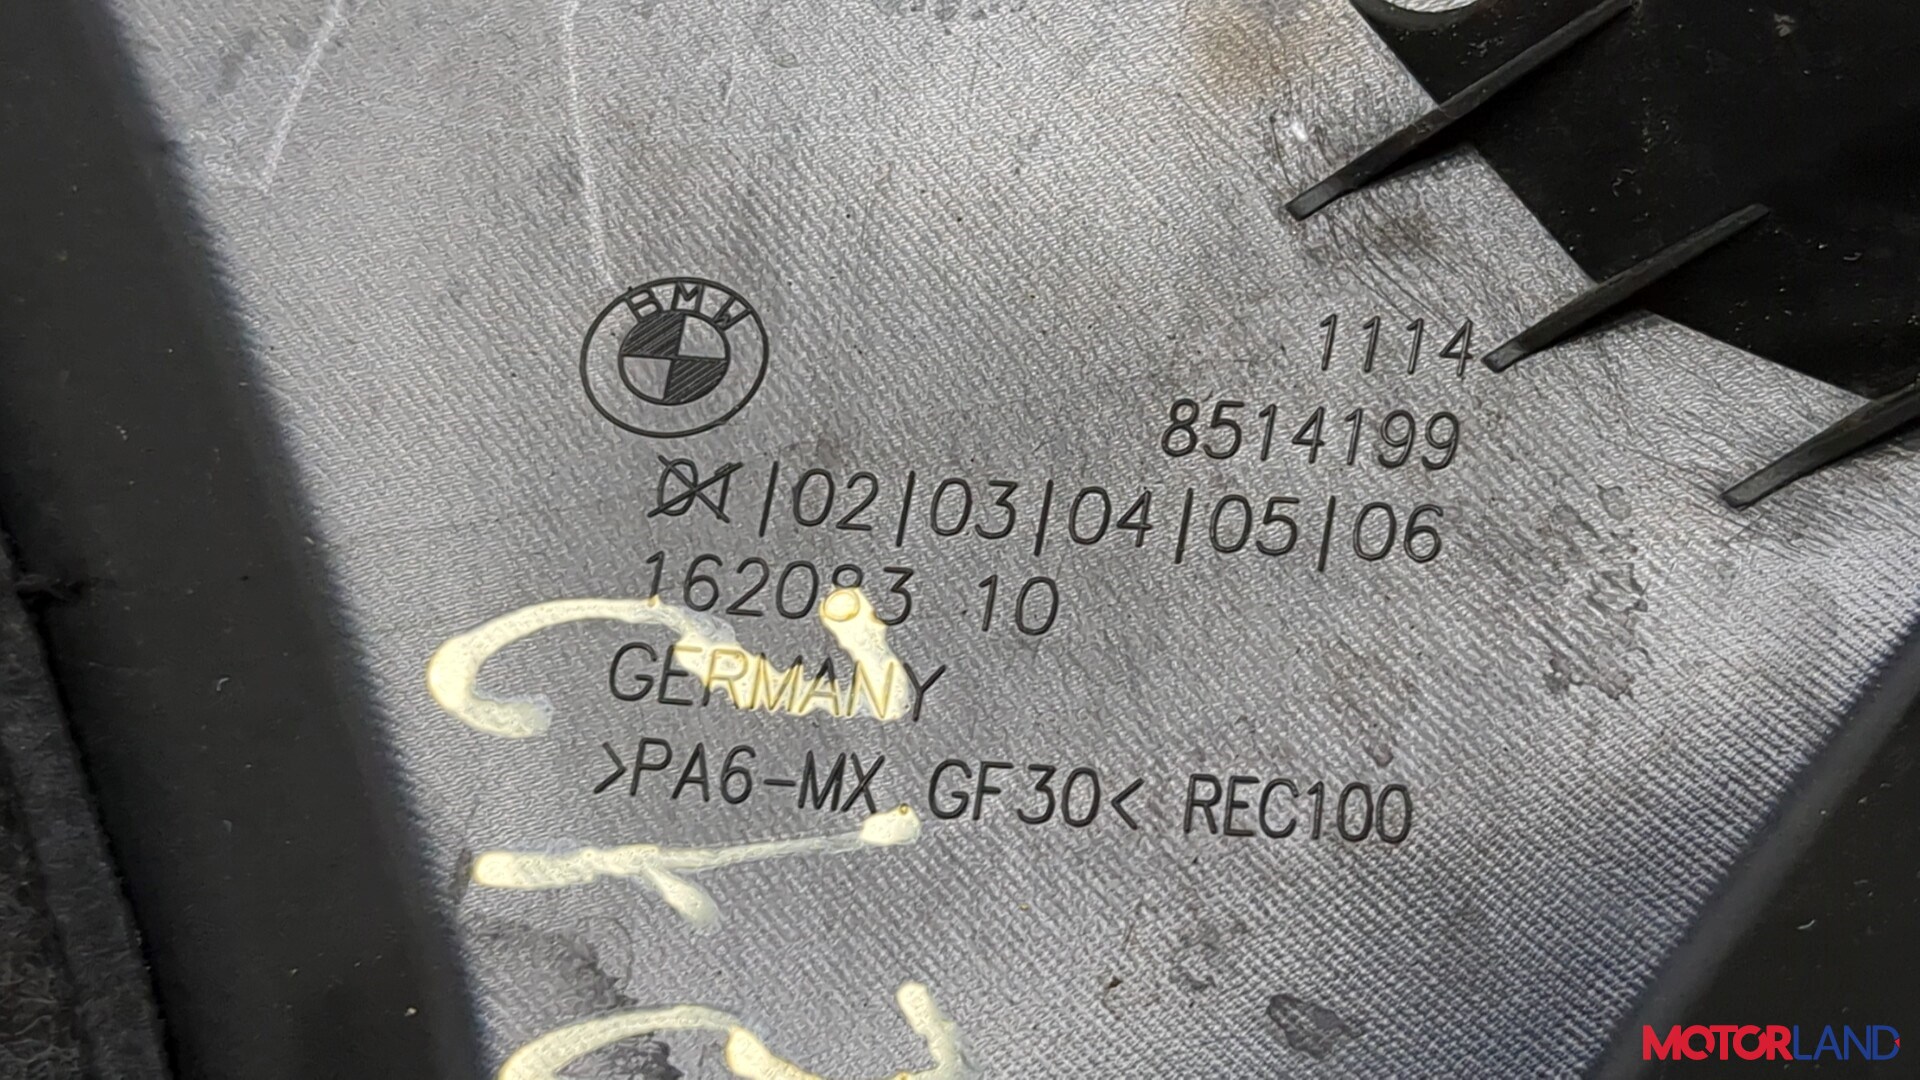 BMW
1114
8514199
01/02/03/04/05/06
162083 10
GERMANY
>PA6-MX GF30< REC100
MOTORLAND